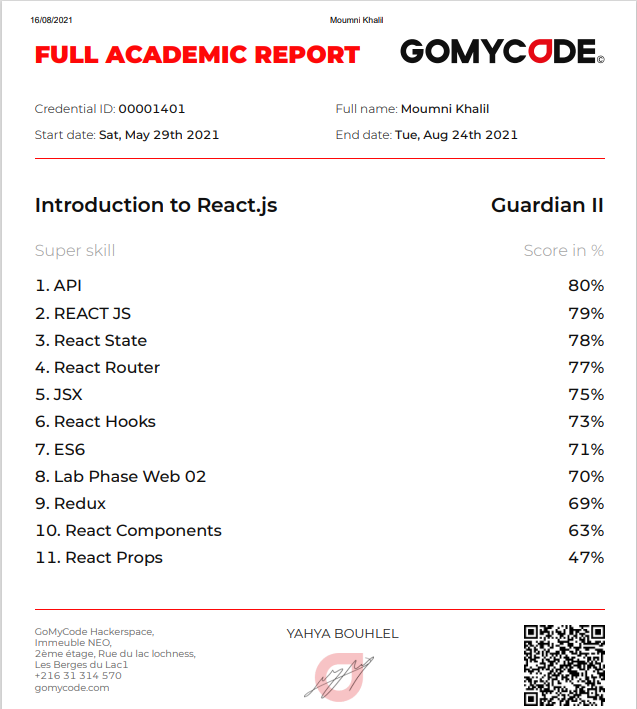 16/08/2021 Moumni Khalil
FULL ACADEMIC REPORT GOMYCODE©
Credential ID: 00001401 Full name: Moumni Khalil
Start date: Sat, May 29th 2021 End date: Tue, Aug 24th 2021
Introduction to React.js Guardian II
Super skill Score in %
1. API 80%
2. REACT JS 79%
3. React State 78%
4. React Router 77%
5. JSX 75%
6. React Hooks 73%
7. ES6 71%
8. Lab Phase Web 02 70%
9. Redux 69%
10. React Components 63%
11. React Props 47%
GoMyCode Hackerspace,
Immeuble NEO,
2ème étage, Rue du lac lochness,
Les Berges du Lac1
+216 31 314 570
gomycode.com
YAHYA BOUHLEL